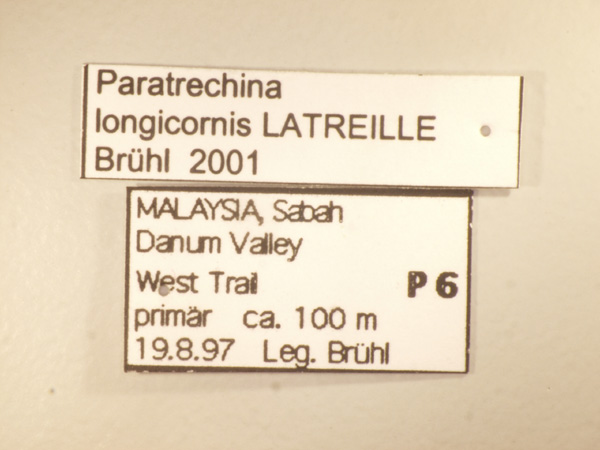 Paratrechina
longicornis LATREILLE
Brühl 2001
MALAYSIA, Sabah
Danum Valley
West Trail P 6
primär ca. 100 m
19.8.97 Leg. Brühl